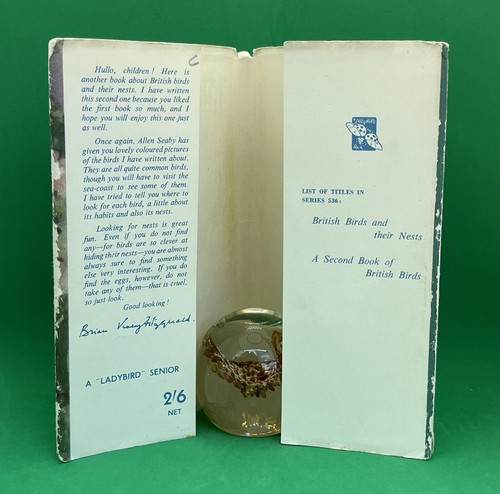 Hullo, children! Here is
another book about British birds
and their nests. I have written
this second one because you liked
the first book so much, and I
hope you will enjoy this one just
as well.
Once again, Allen Seaby has
given you lovely coloured pictures
of the birds I have written about.
They are all quite common birds,
though you will have to visit the
sea-coast to see some of them.
I have tried to tell you where to
look for each bird, a little about
its habits and also its nests.
Looking for nests is great
fun. Even if you do not find
any—for birds are so clever at
hiding their nests—you are almost
always sure to find something
else very interesting. If you do
find the eggs, however, do not
take any of them—that is cruel,
so just look.
Good looking!
Brian Vesey-Fitzgerald.
A "LADYBIRD" SENIOR
2/6
NET
LIST OF TITLES IN
SERIES 536:
British Birds and
their Nests
A Second Book of
British Birds